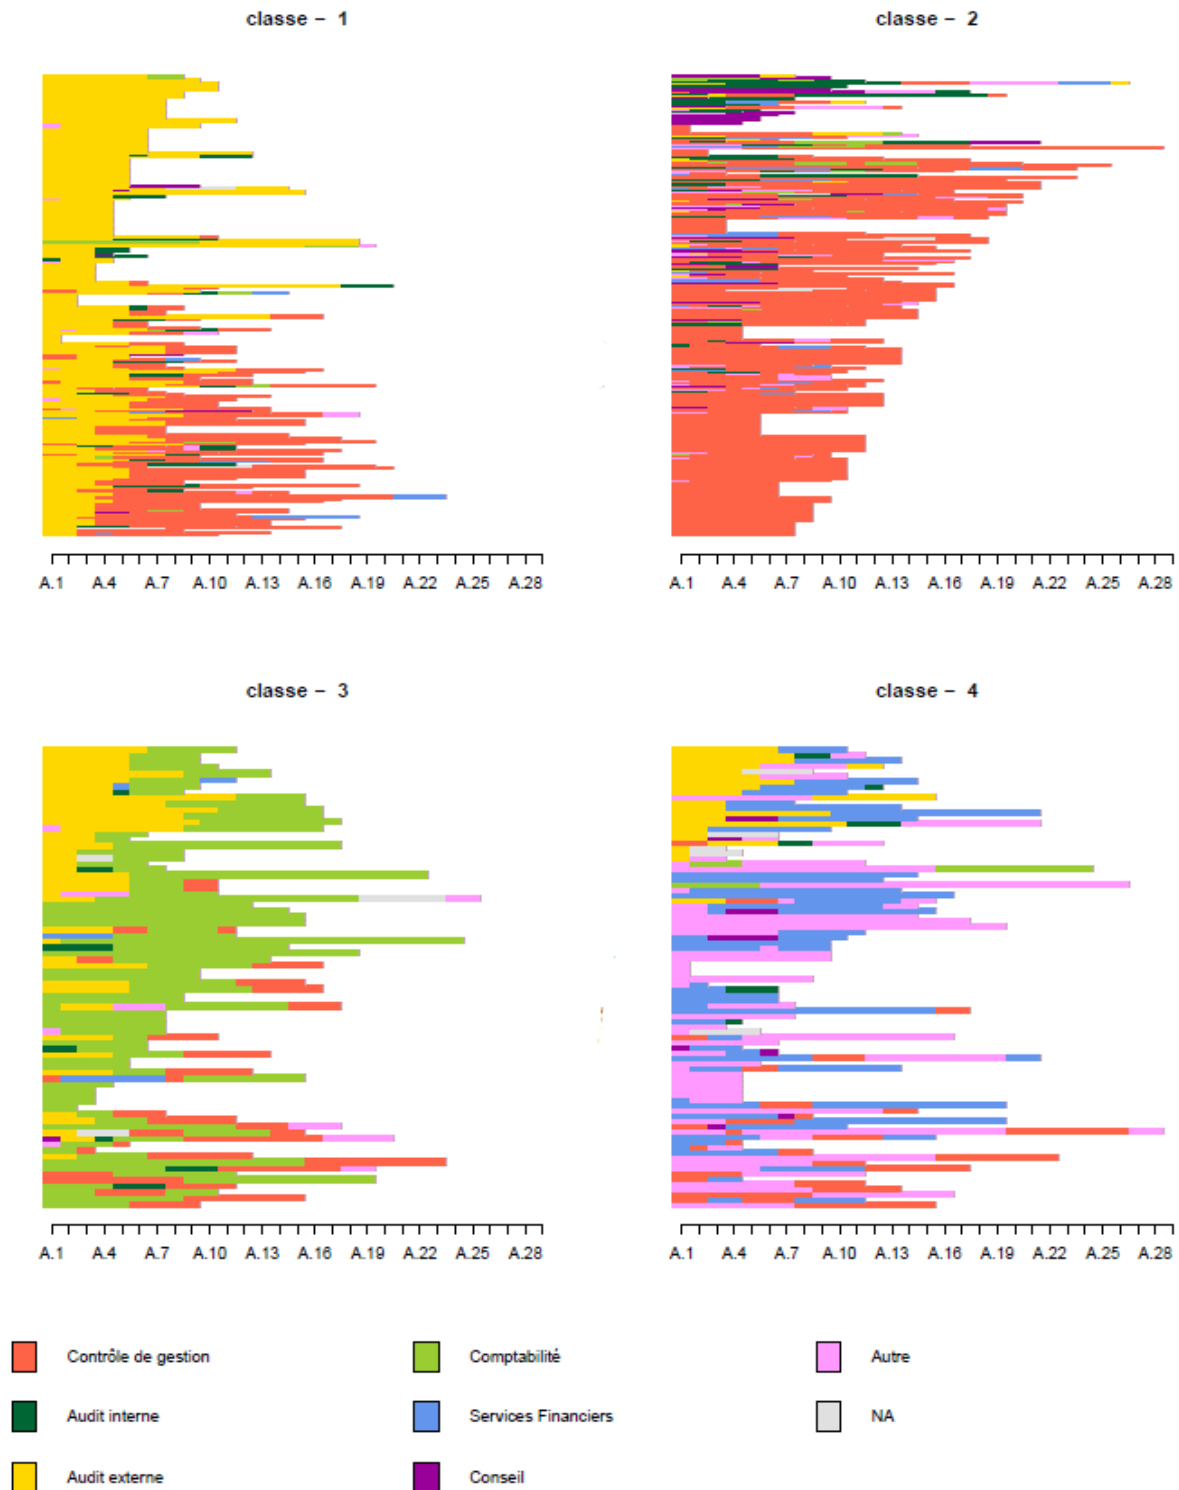 classe – 1
classe – 2
A.1 A.4 A.7 A.10 A.13 A.16 A.19 A.22 A.25 A.28
A.1 A.4 A.7 A.10 A.13 A.16 A.19 A.22 A.25 A.28
classe – 3
classe – 4
A.1 A.4 A.7 A.10 A.13 A.16 A.19 A.22 A.25 A.28
A.1 A.4 A.7 A.10 A.13 A.16 A.19 A.22 A.25 A.28
Contrôle de gestion
Comptabilité
Autre
Audit interne
Services Financiers
NA
Audit externe
Conseil